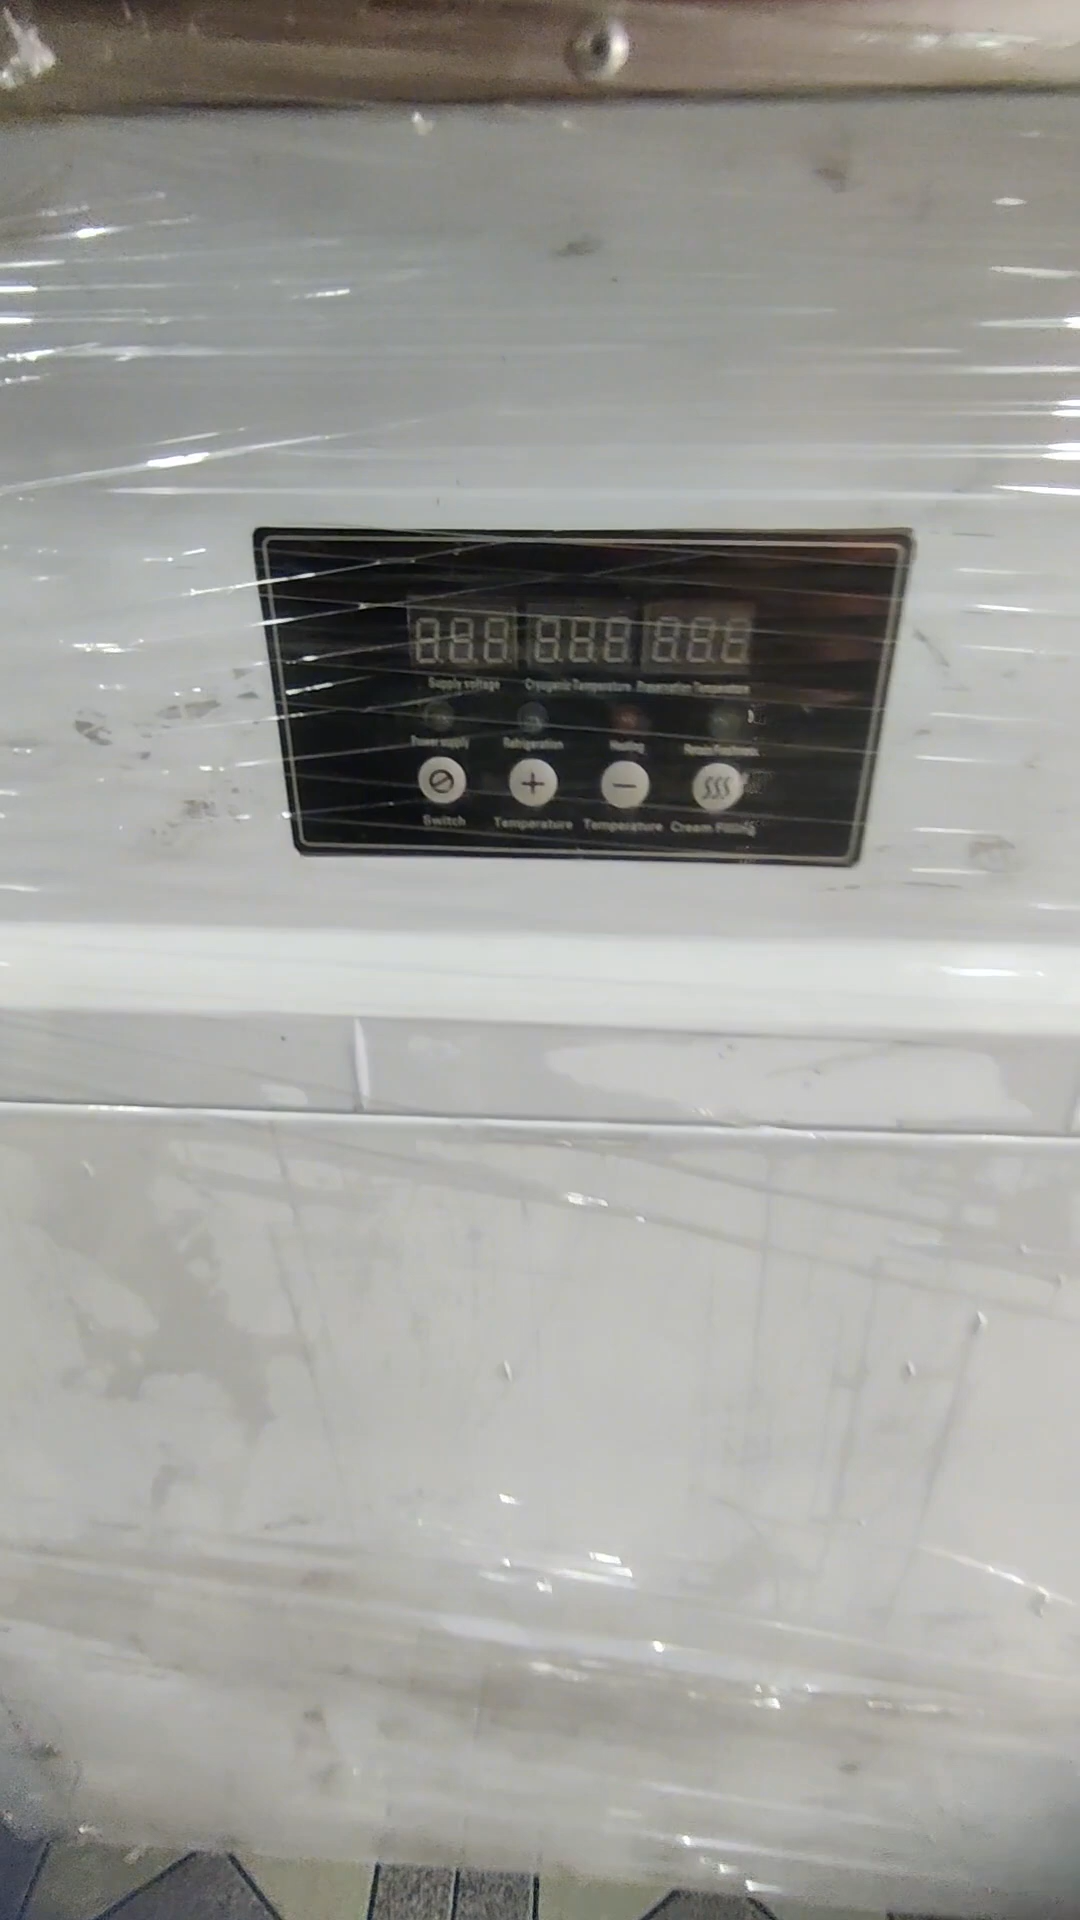 Supply voltage Cryogenic Temperature Preservation Temperature
Power supply Refrigeration Heating
Switch Temperature Temperature Cream Filling